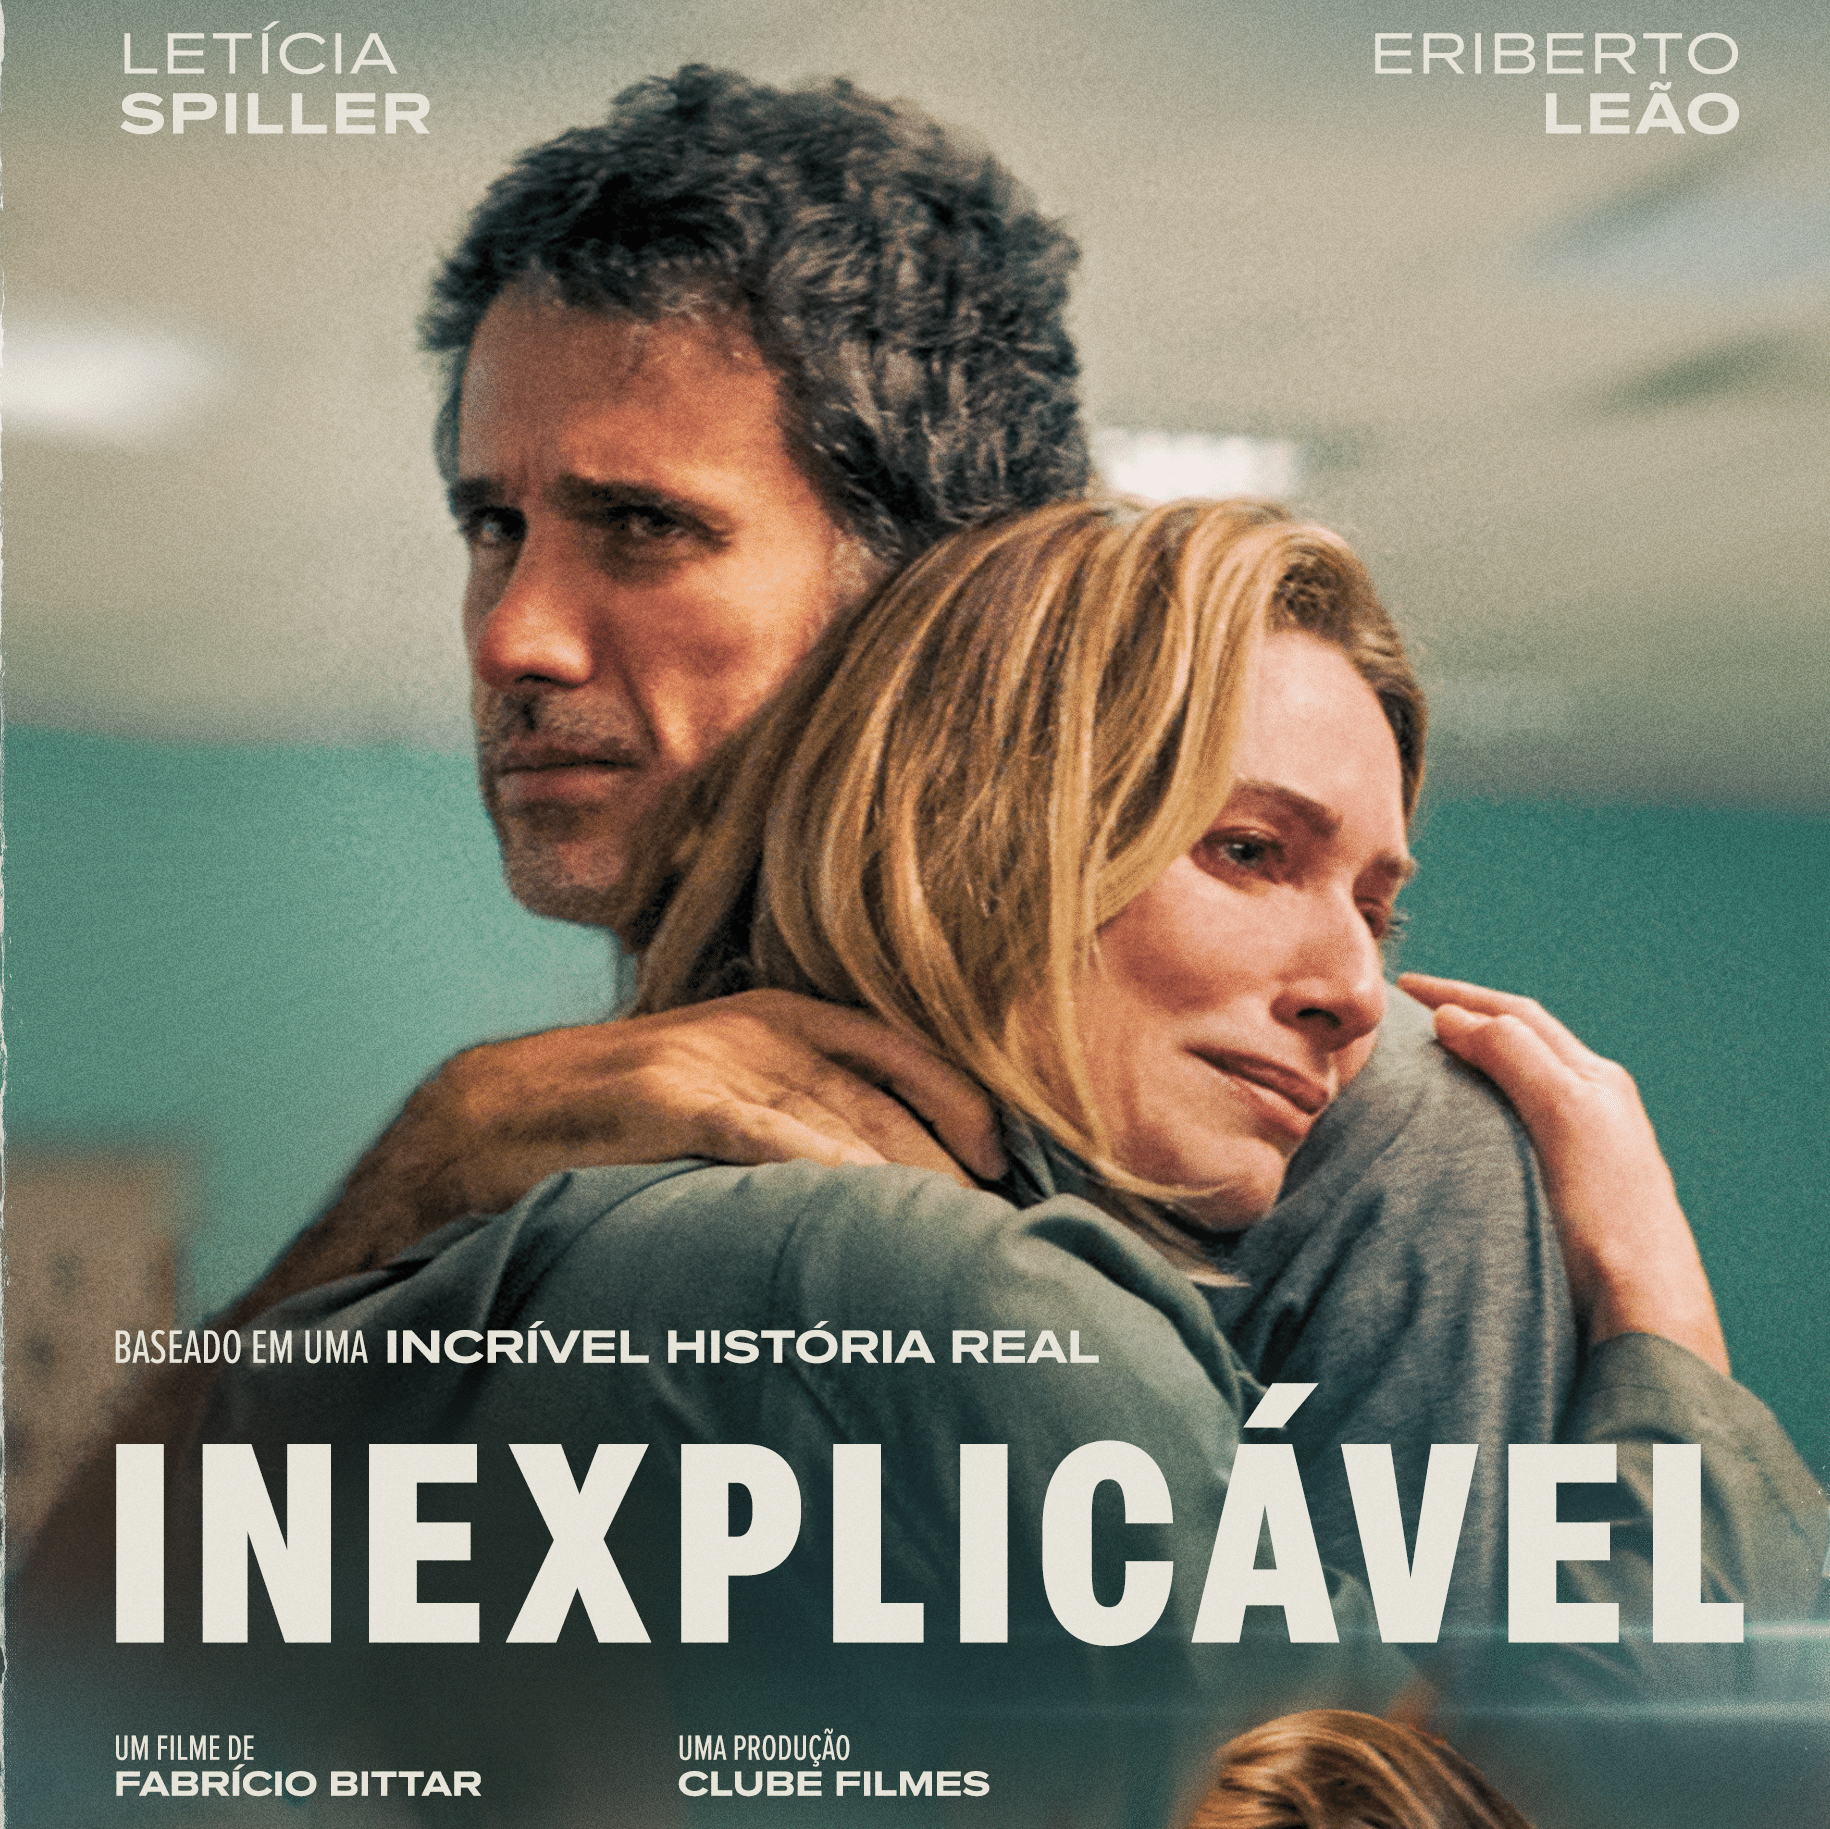 LETÍCIA
SPILLER
ERIBERTO
LEÃO
BASEADO EM UMA INCRÍVEL HISTÓRIA REAL
INEXPLICÁVEL
UM FILME DE
FABRÍCIO BITTAR
UMA PRODUÇÃO
CLUBE FILMES